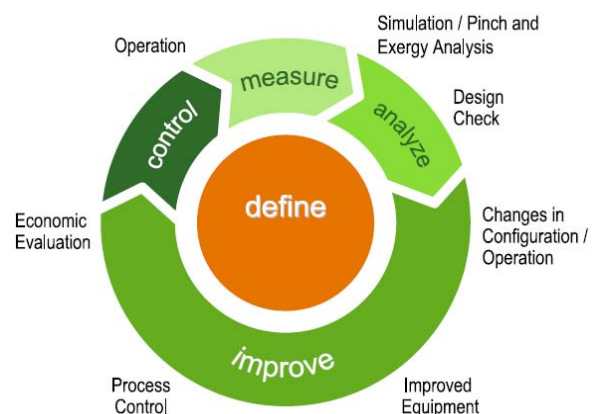 Simulation / Pinch and
Exergy Analysis
Operation
measure
Design
Check
analyze
control
define
Changes in
Configuration /
Operation
Economic
Evaluation
improve
Process
Control
Improved
Equipment